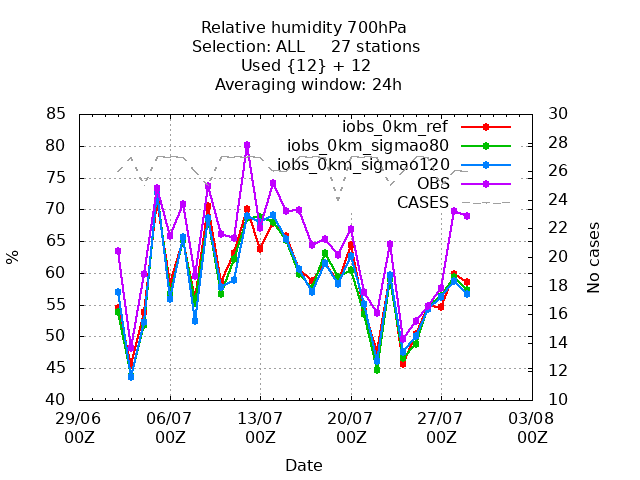 Relative humidity 700hPa
Selection: ALL 27 stations
Used {12} + 12
Averaging window: 24h
85
80
75
70
65
60
55
50
45
40
%
30
28
26
24
22
20
18
16
14
12
10
No cases
iobs_0km_ref
iobs_0km_sigmao80
iobs_0km_sigmao120
OBS
CASES
29/06 06/07 13/07 20/07 27/07 03/08
00Z 00Z 00Z 00Z 00Z 00Z
Date